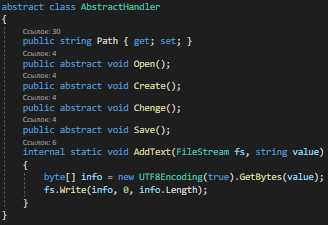 abstract class AbstractHandler
{
Ссылок: 30
public string Path { get; set; }
Ссылок: 4
public abstract void Open();
Ссылок: 4
public abstract void Create();
Ссылок: 4
public abstract void Chenge();
Ссылок: 4
public abstract void Save();
Ссылок: 6
internal static void AddText(FileStream fs, string value)
{
byte[] info = new UTF8Encoding(true).GetBytes(value);
fs.Write(info, 0, info.Length);
}
}